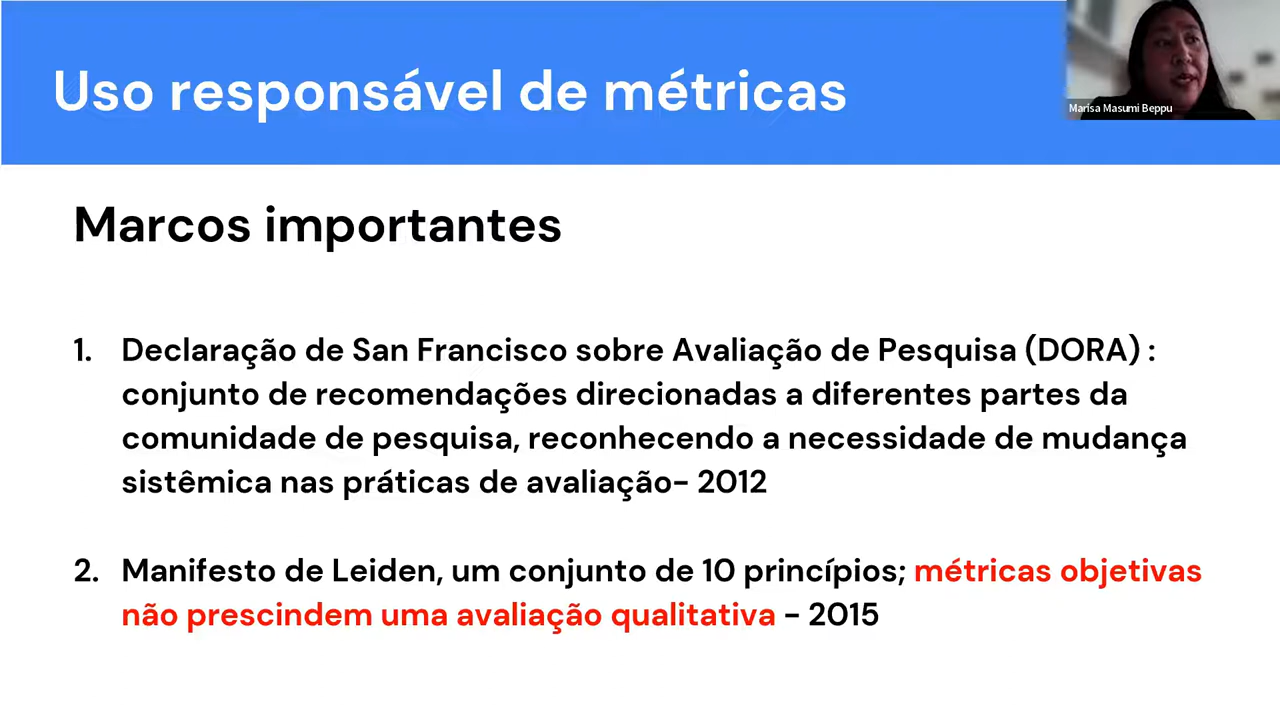 Uso responsável de métricas
Marisa Masumi Beppu
Marcos importantes
1. Declaração de San Francisco sobre Avaliação de Pesquisa (DORA) :
conjunto de recomendações direcionadas a diferentes partes da
comunidade de pesquisa, reconhecendo a necessidade de mudança
sistêmica nas práticas de avaliação- 2012
2. Manifesto de Leiden, um conjunto de 10 princípios; métricas objetivas
não prescindem uma avaliação qualitativa - 2015